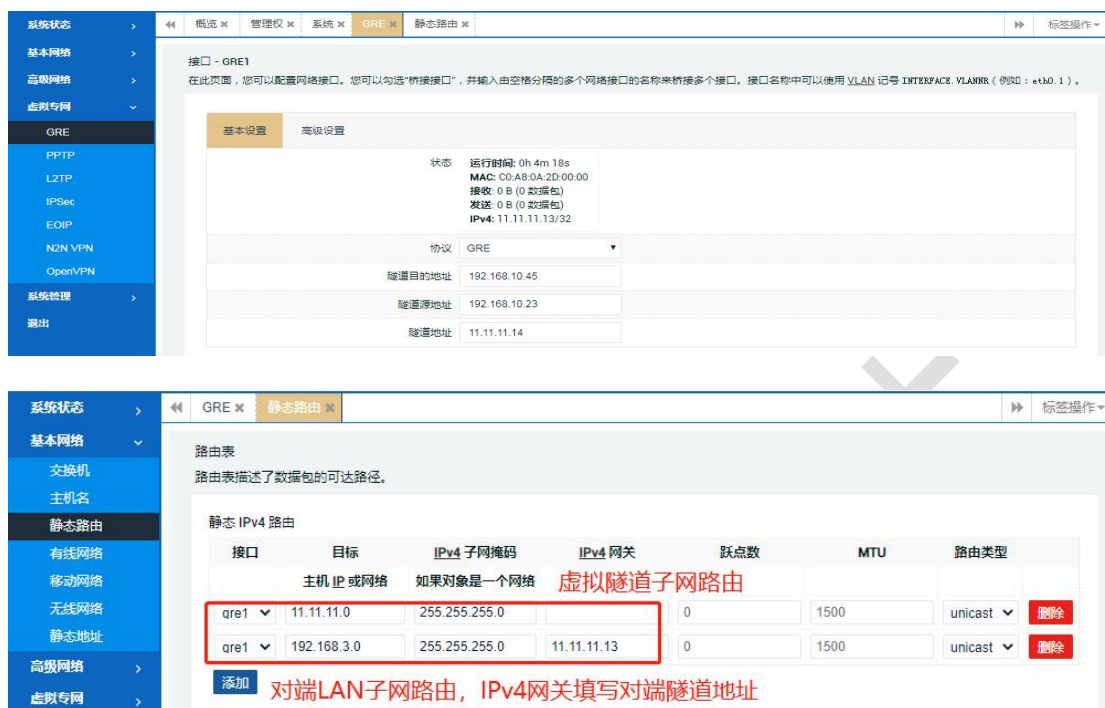 系统状态
概览 管理权 系统 GRE 静态路由 标签操作
基本网络
高级网络
虚拟专网
GRE
PPTP
L2TP
IPSec
EOIP
N2N VPN
OpenVPN
系统管理
退出
接口 - GRE1
在此页面，您可以配置网络接口。您可以勾选“桥接接口”，并输入由空格分隔的多个网络接口的名称来桥接多个接口。接口名称中可以使用 VLAN 记号 INTERFACE.VLANNR（例如：eth0.1）。
基本设置 高级设置
状态 运行时间: 0h 4m 18s
MAC: C0:A8:0A:2D:00:00
接收: 0 B (0 数据包)
发送: 0 B (0 数据包)
IPv4: 11.11.11.13/32
协议 GRE
隧道目的地址 192.168.10.45
隧道源地址 192.168.10.23
隧道地址 11.11.11.14
系统状态
GRE 静态路由 标签操作
基本网络
交换机
主机名
静态路由
有线网络
移动网络
无线网络
静态地址
高级网络
虚拟专网
路由表
路由表描述了数据包的可达路径。
静态 IPv4 路由
接口 目标 IPv4 子网掩码 IPv4 网关 跃点数 MTU 路由类型
主机 IP 或网络 如果对象是一个网络 虚拟隧道子网路由
gre1 11.11.11.0 255.255.255.0 0 1500 unicast 删除
gre1 192.168.3.0 255.255.255.0 11.11.11.13 0 1500 unicast 删除
添加 对端LAN子网路由，IPv4网关填写对端隧道地址